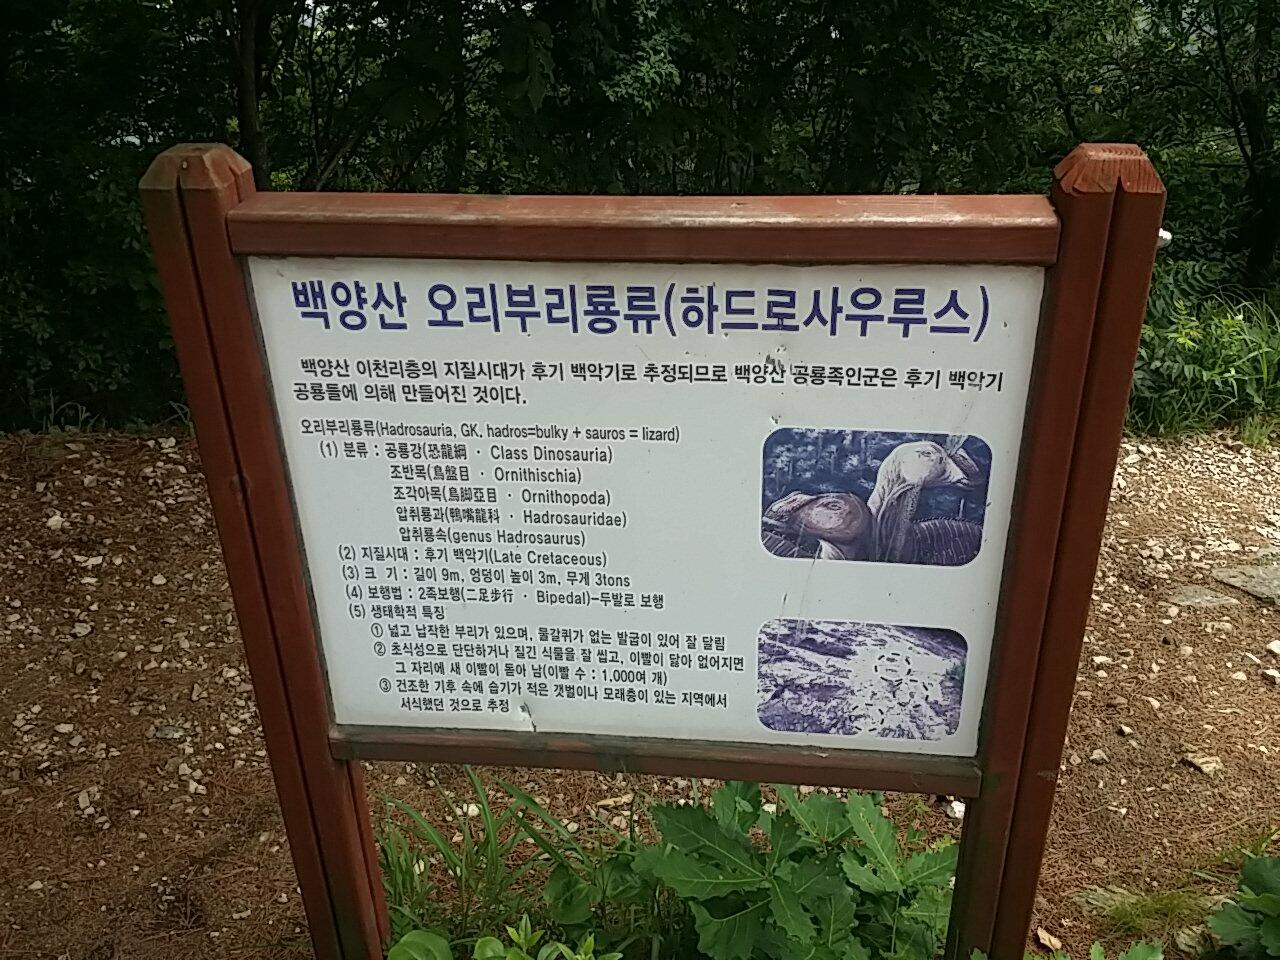 백양산 오리부리룡류(하드로사우루스)
백양산 이천리층의 지질시대가 후기 백악기로 추정되므로 백양산 공룡족인군은 후기 백악기
공룡들에 의해 만들어진 것이다.
오리부리룡류(Hadrosauria, GK, hadros=bulky + sauros = lizard)
(1) 분류 : 공룡강(恐龍綱 · Class Dinosauria)
조반목(鳥盤目 · Ornithischia)
조각아목(鳥脚亞目 · Ornithopoda)
압취룡과(鴨嘴龍科 · Hadrosauridae)
압취룡속(genus Hadrosaurus)
(2) 지질시대 : 후기 백악기(Late Cretaceous)
(3) 크 기 : 길이 9m, 엉덩이 높이 3m, 무게 3tons
(4) 보행법 : 2족보행(二足步行 · Bipedal)-두발로 보행
(5) 생태학적 특징
① 넓고 납작한 부리가 있으며, 물갈퀴가 없는 발굽이 있어 잘 달림
② 초식성으로 단단하거나 질긴 식물을 잘 씹고, 이빨이 닳아 없어지면
그 자리에 새 이빨이 돋아 남(이빨 수 : 1,000여 개)
③ 건조한 기후 속에 습기가 적은 갯벌이나 모래층이 있는 지역에서
서식했던 것으로 추정